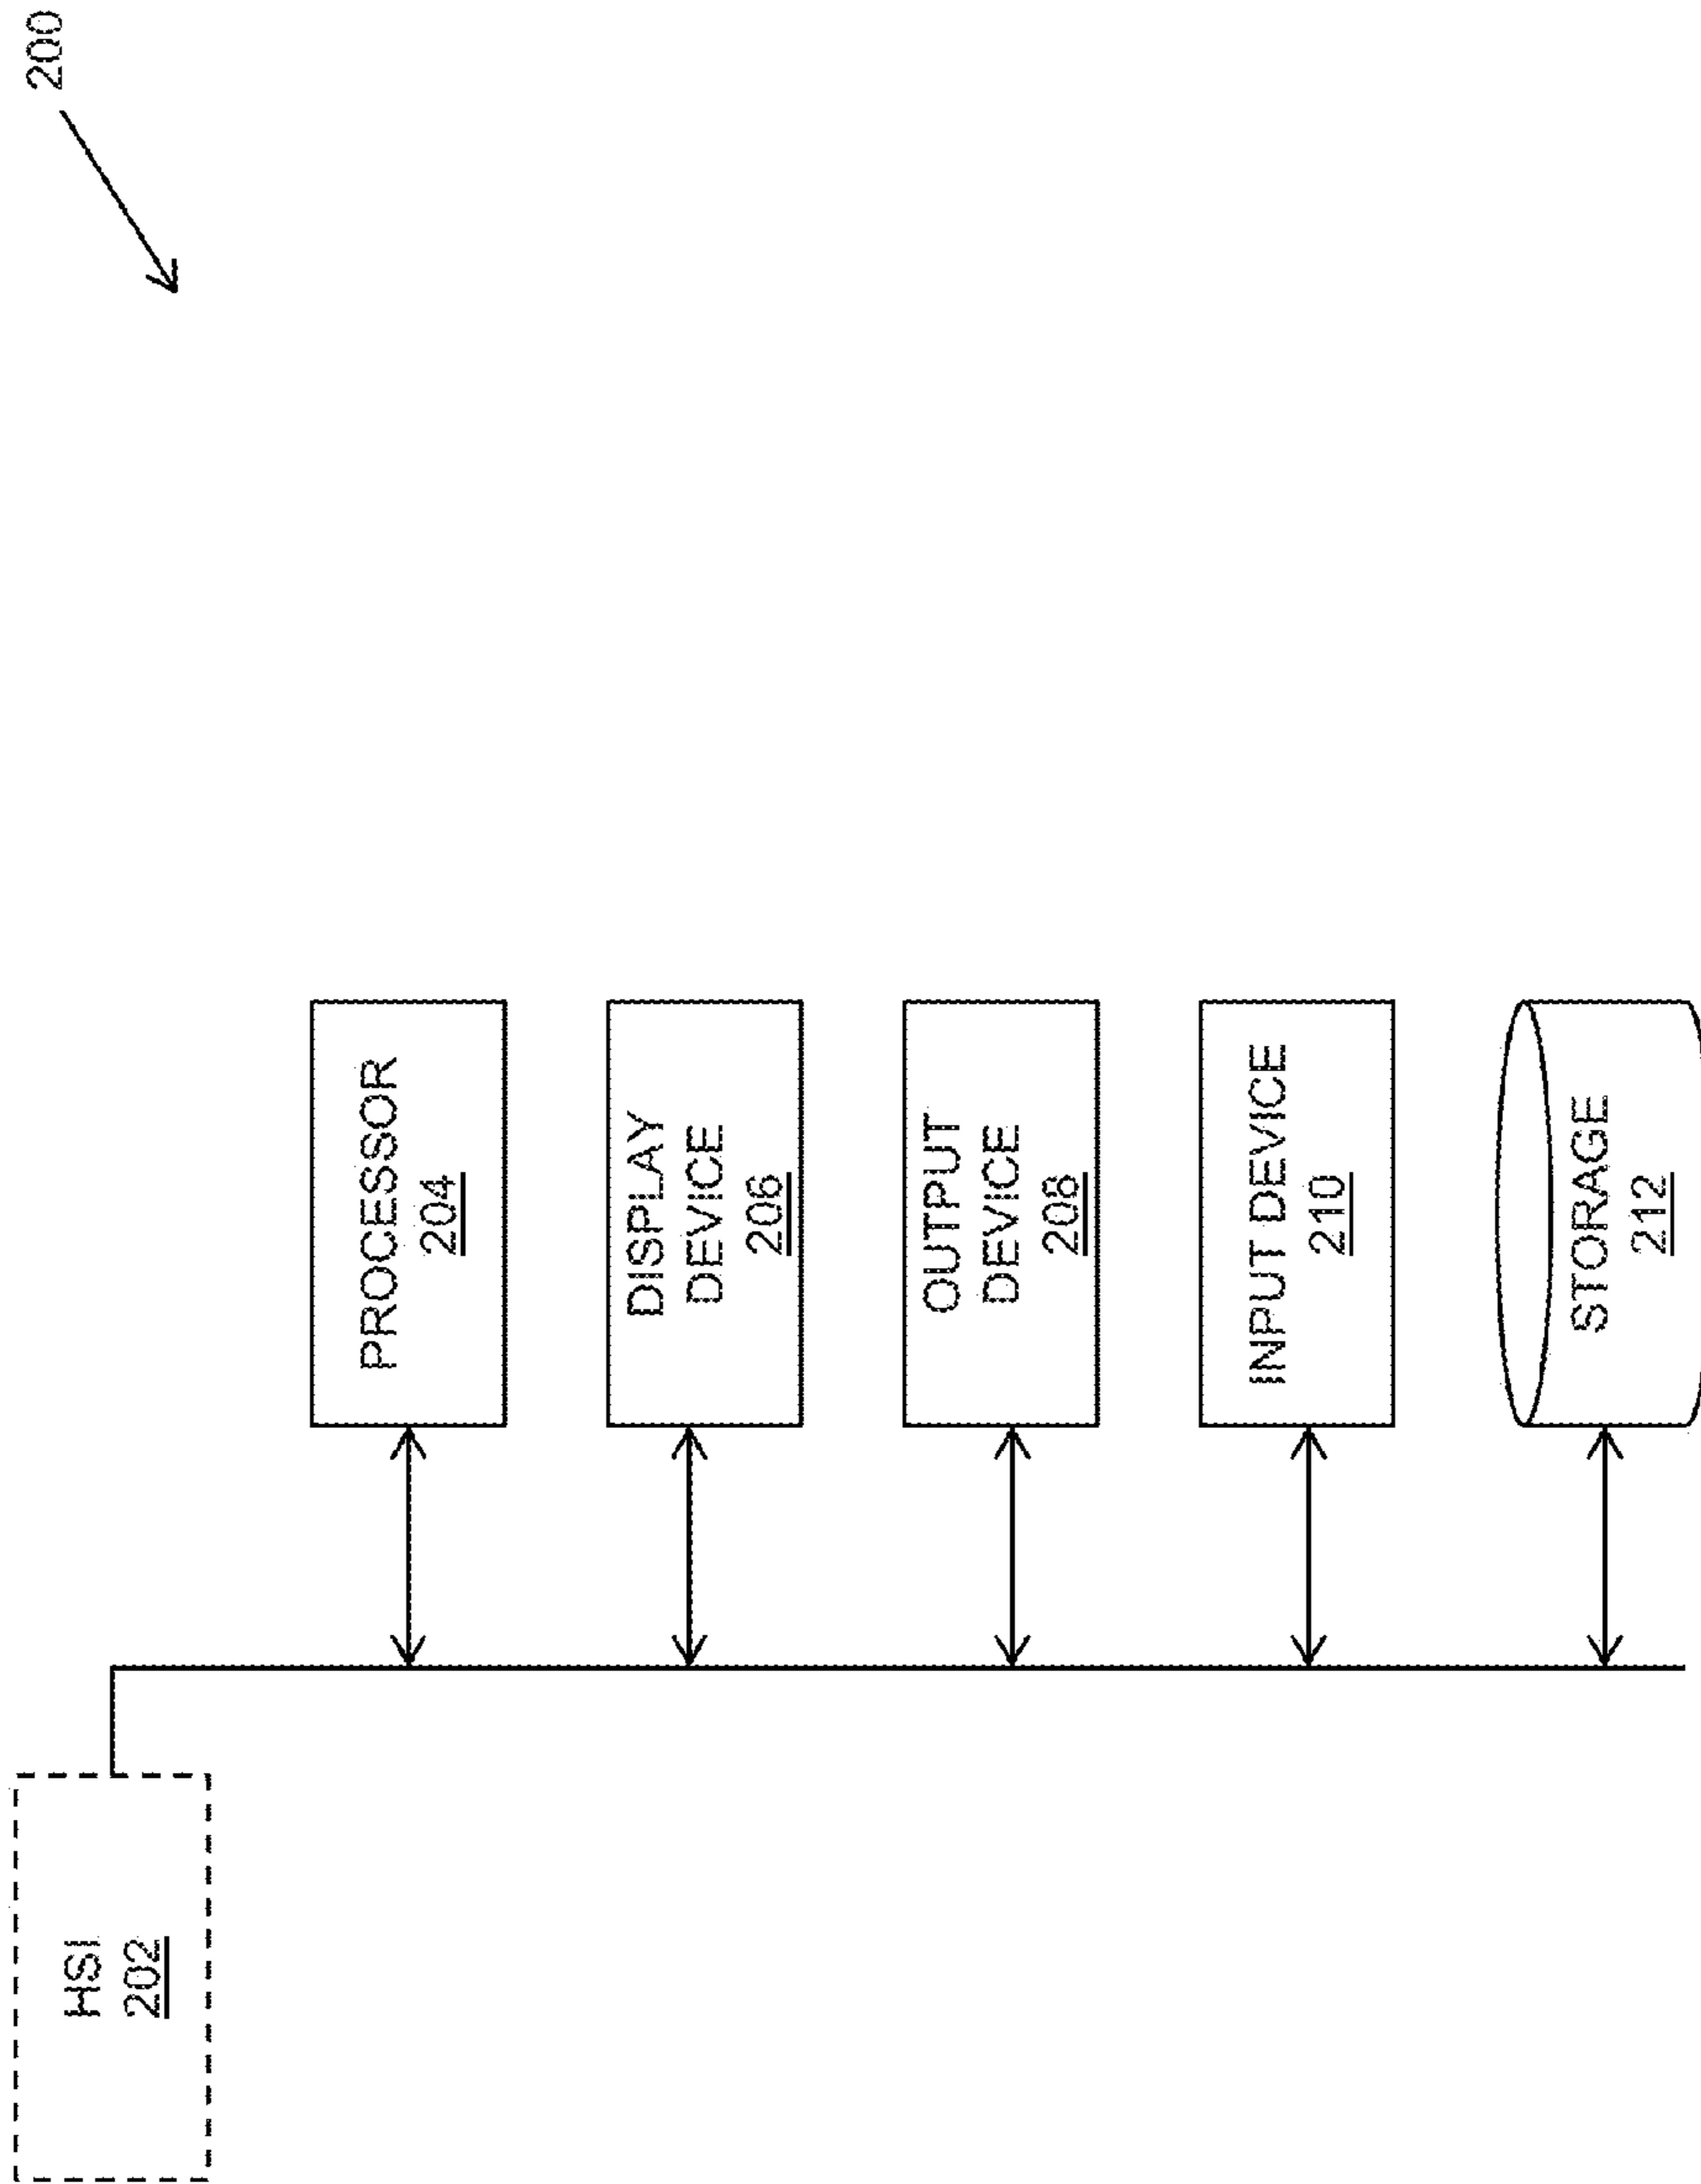 200
HSI
202
PROCESSOR
204
DISPLAY
DEVICE
206
OUTPUT
DEVICE
208
INPUT DEVICE
210
STORAGE
212